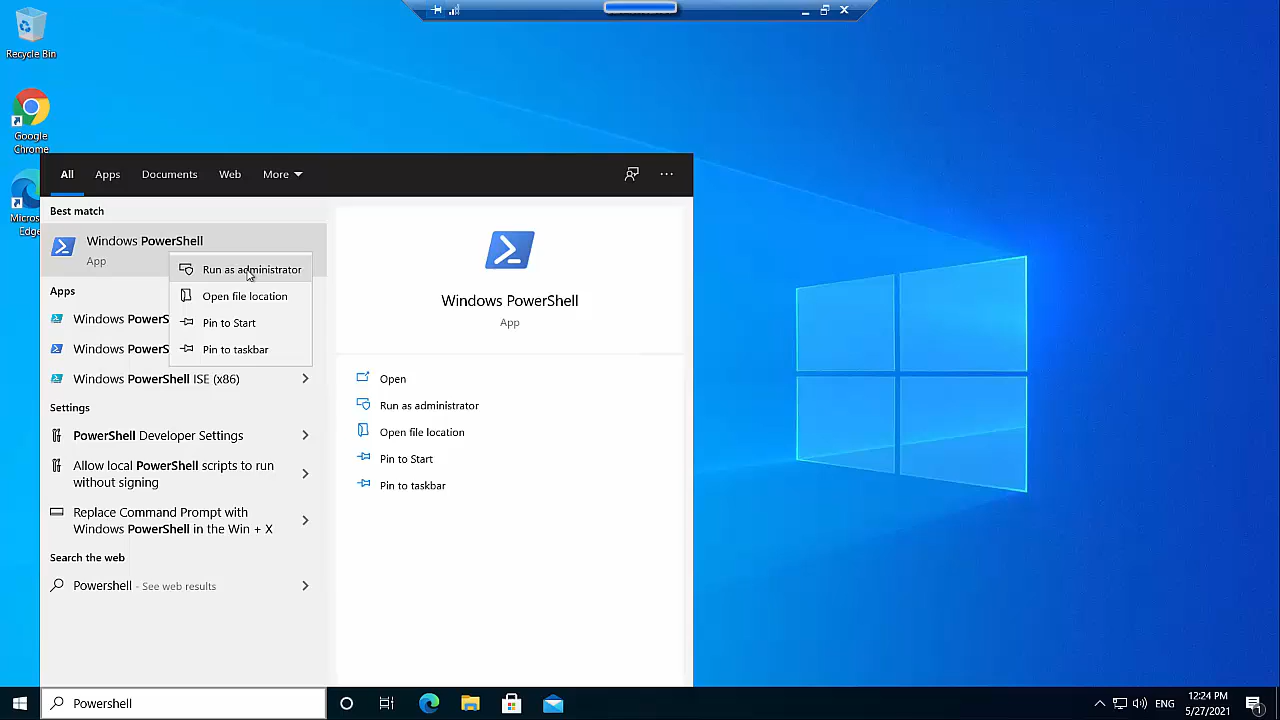 Recycle Bin
Google
Chrome
Edge
All
Apps
Documents
Web
More
Best match
Windows PowerShell
App
Run as administrator
Open file location
Pin to Start
Pin to taskbar
Apps
Windows PowerS
Windows PowerS
Windows PowerShell ISE (x86)
Settings
PowerShell Developer Settings
Allow local PowerShell scripts to run
without signing
Replace Command Prompt with
Windows PowerShell in the Win + X
Search the web
Powershell - See web results
Windows PowerShell
App
Open
Run as administrator
Open file location
Pin to Start
Pin to taskbar
Powershell
ENG
12:24 PM
5/27/2021
1